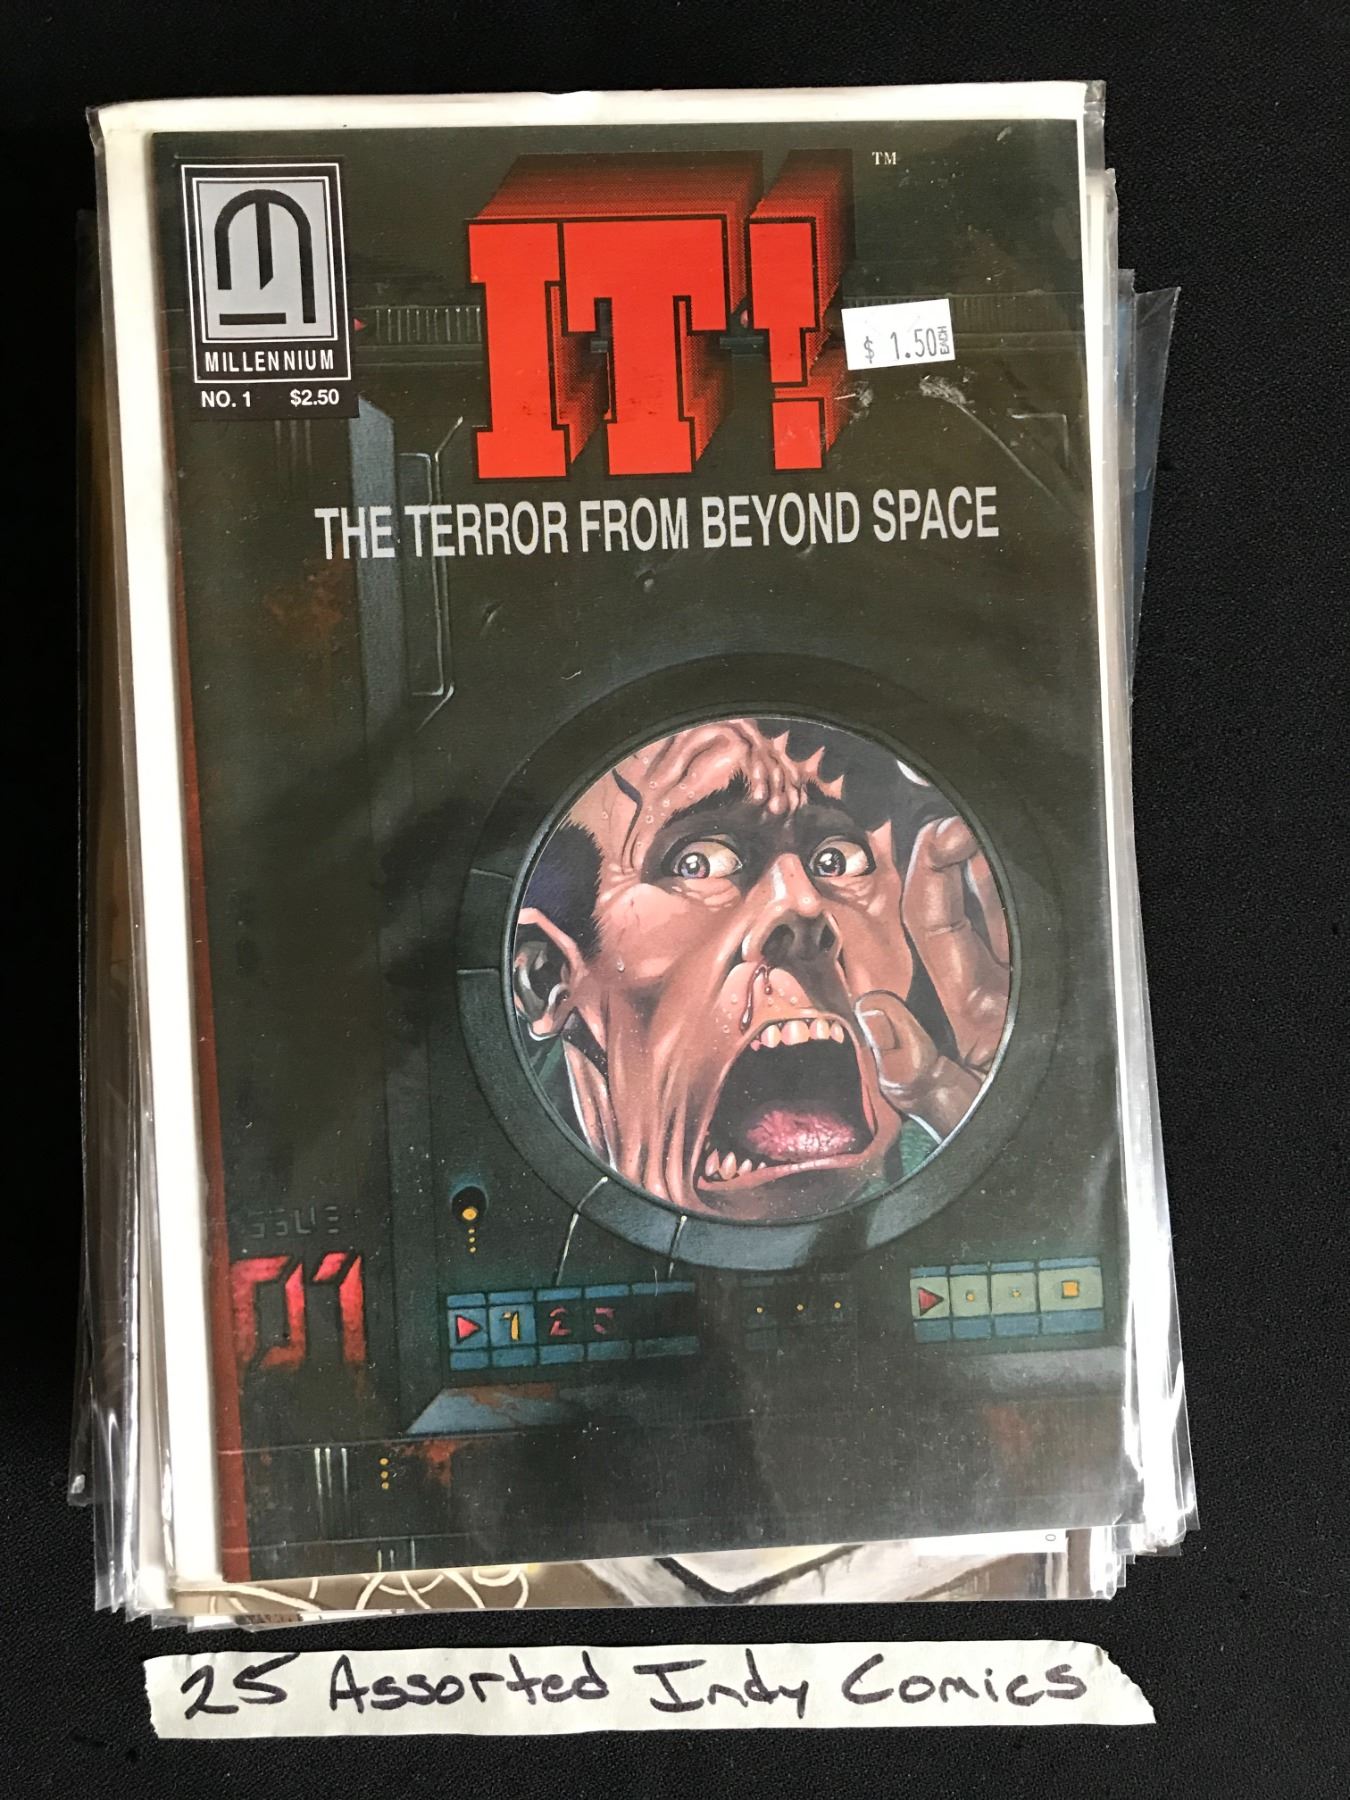 IT!
TM
MILLENNIUM
NO. 1 $2.50
$ 1.50 EACH
THE TERROR FROM BEYOND SPACE
ISSUE
01
1 2 3
25 Assorted Indy Comics